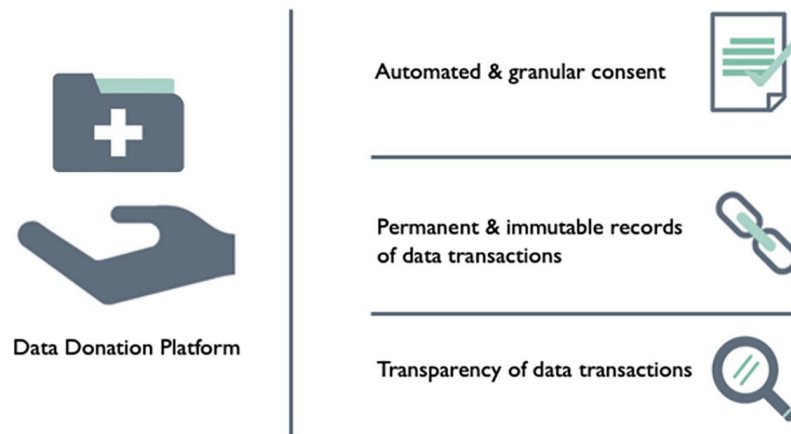 Data Donation Platform
Automated & granular consent
Permanent & immutable records
of data transactions
Transparency of data transactions